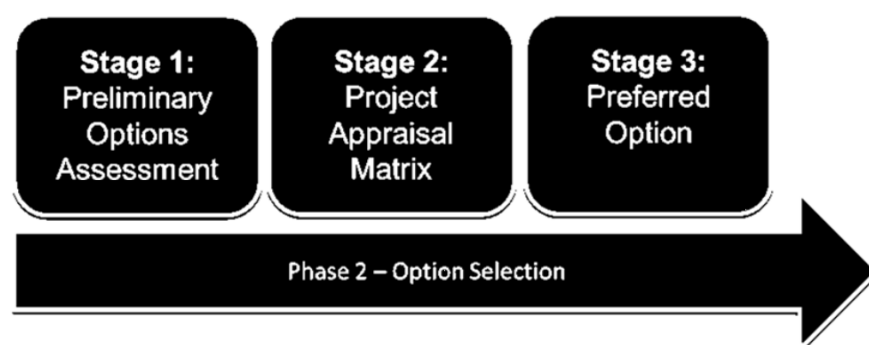 Stage 1:
Preliminary
Options
Assessment
Stage 2:
Project
Appraisal
Matrix
Stage 3:
Preferred
Option
Phase 2 – Option Selection